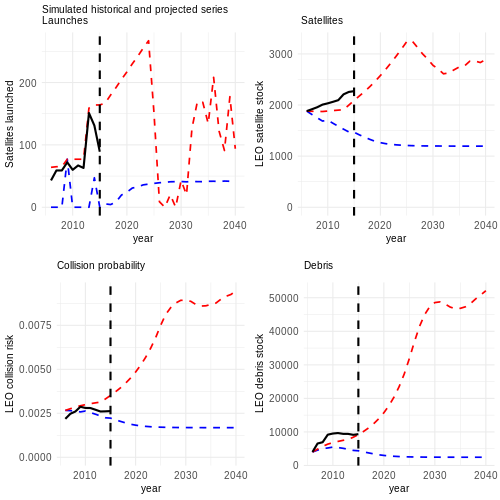 Simulated historical and projected series
Launches
Satellites launched
200
100
0
2010
2020
2030
2040
year
Satellites
LEO satellite stock
3000
2000
1000
0
2010
2020
2030
2040
year
Collision probability
LEO collision risk
0.0075
0.0050
0.0025
0.0000
2010
2020
2030
2040
year
Debris
LEO debris stock
50000
40000
30000
20000
10000
0
2010
2020
2030
2040
year